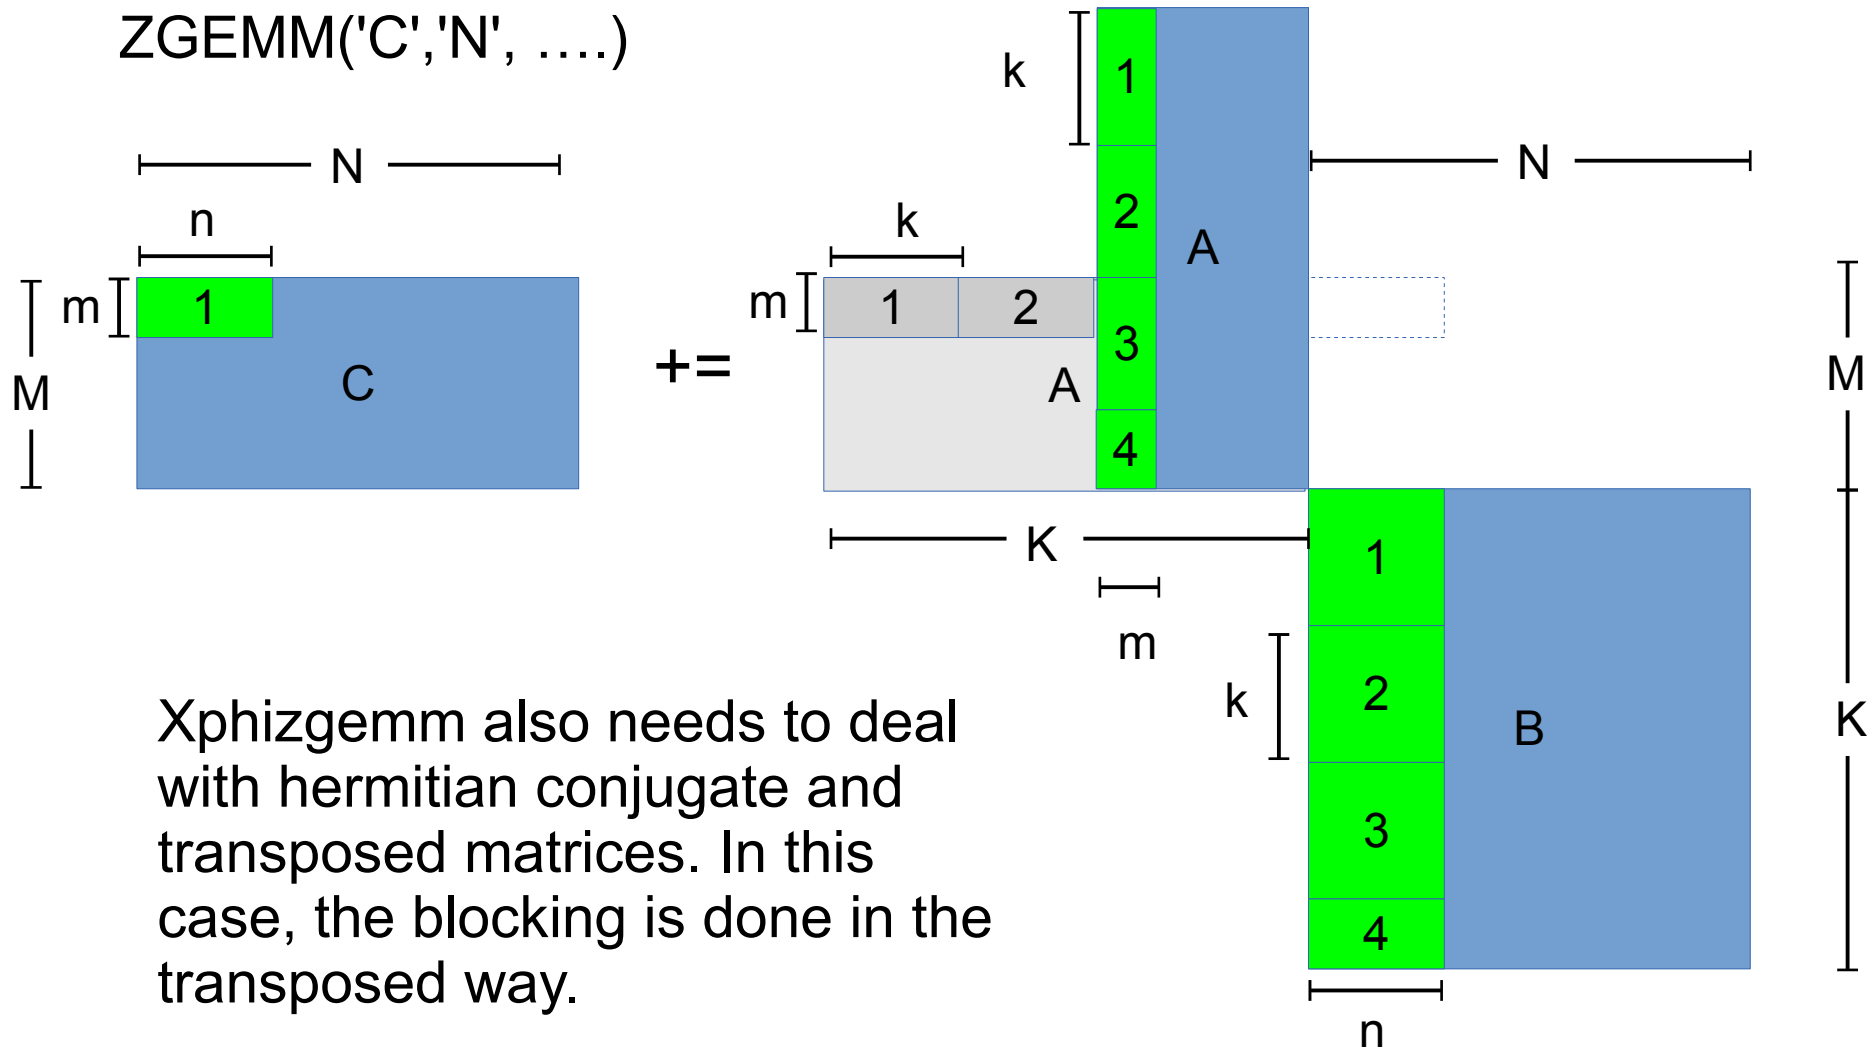 ZGEMM('C','N', ….)
N
n
m
1
M
C
+=
k
1
2
3
4
A
k
m
1
2
A
N
M
K
m
k
1
2
3
4
B
K
n
Xphizgemm also needs to deal
with hermitian conjugate and
transposed matrices. In this
case, the blocking is done in the
transposed way.